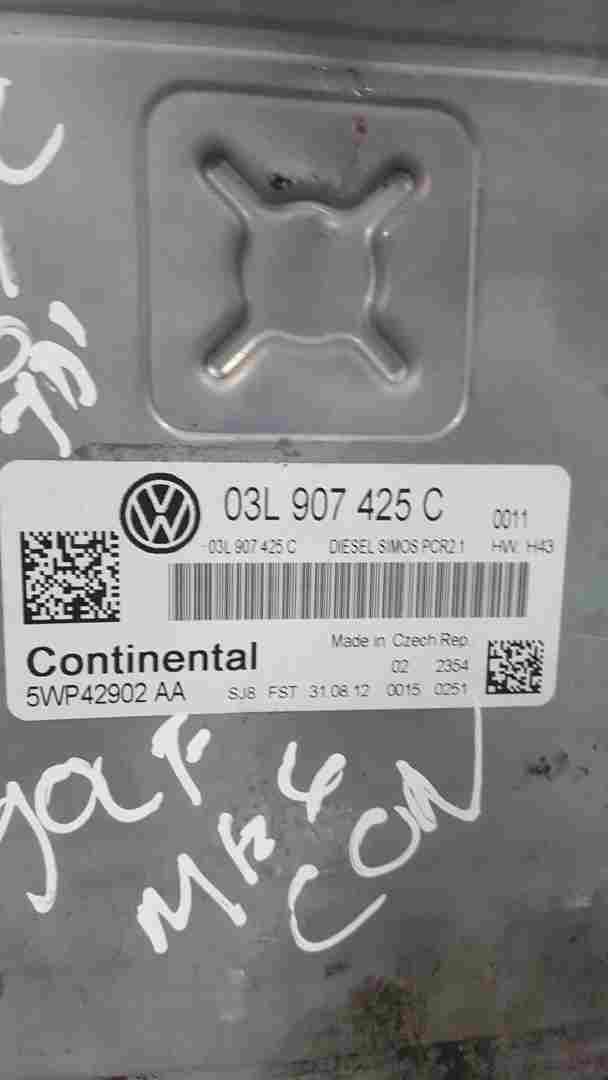 03L 907 425 C 0011
03L 907 425 C DIESEL SIMOS PCR2.1 HW: H43
Continental Made in Czech Rep.
02 2354
5WP42902 AA SJ8 FST 31.08.12 0015 0251
GOLF
MK4
CON